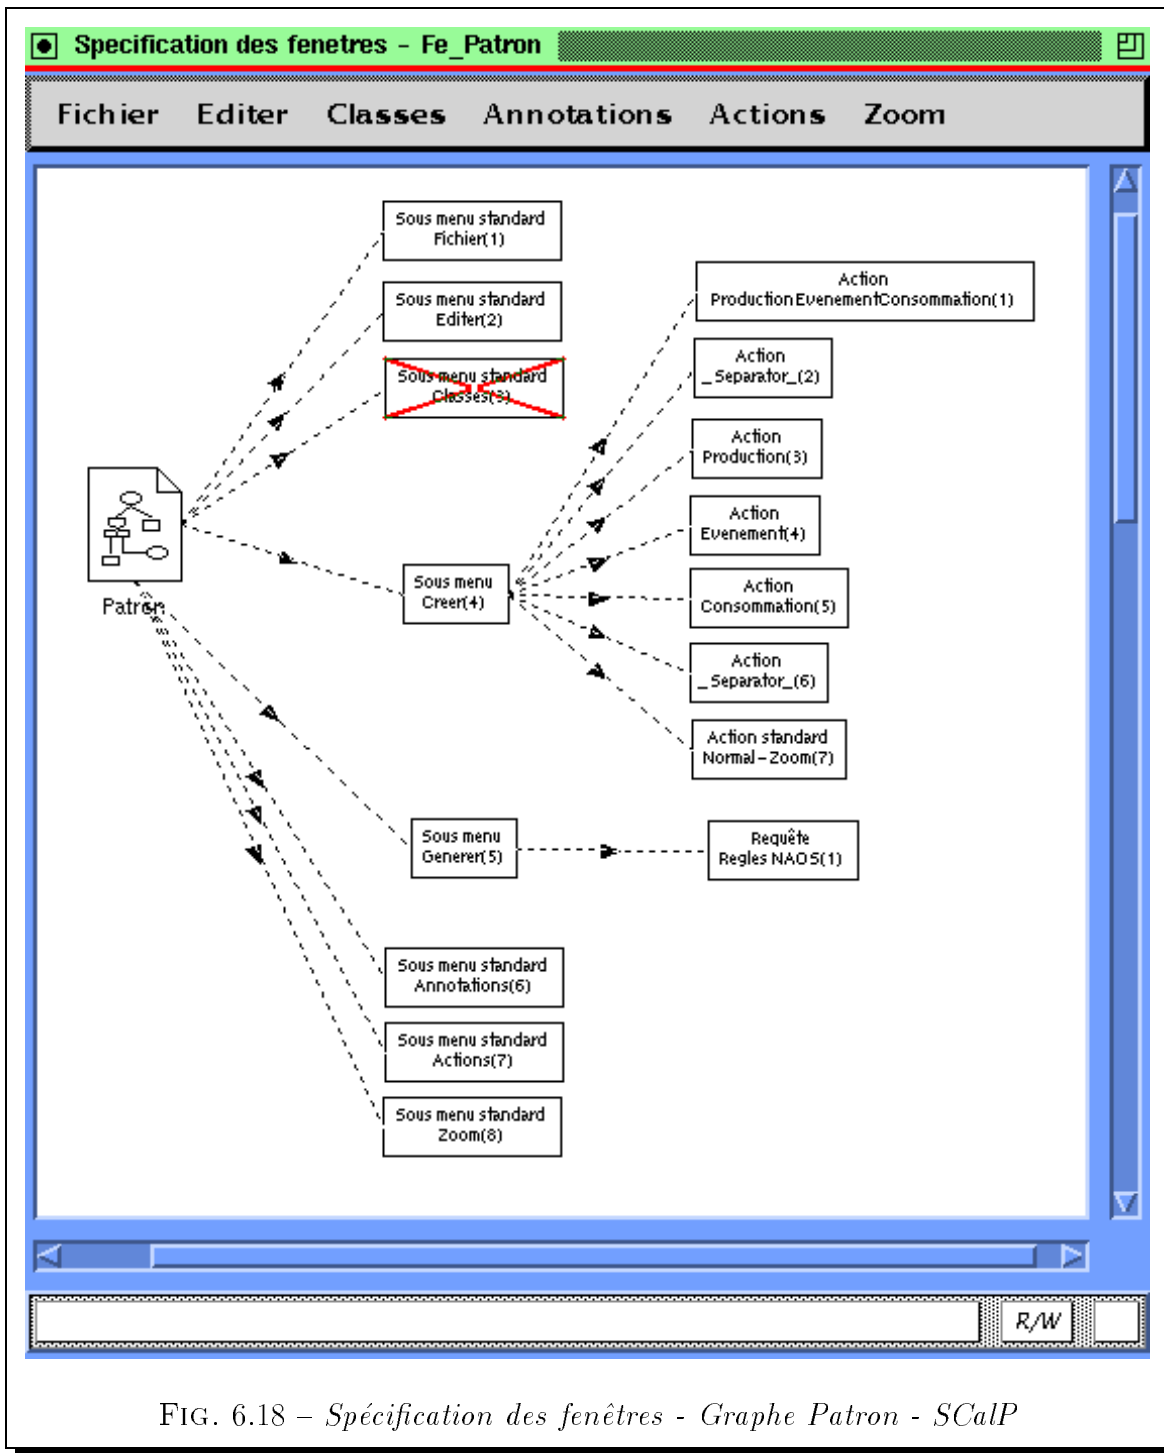 Specification des fenetres - Fe_Patron
Fichier Editer Classes Annotations Actions Zoom
Sous menu standard
Fichier(1)
Sous menu standard
Editer(2)
Sous menu standard
Classes(3)
Patron
Sous menu
Creer(4)
Action
ProductionEvenementConsommation(1)
Action
_Separator_(2)
Action
Production(3)
Action
Evenement(4)
Action
Consommation(5)
Action
_Separator_(6)
Action standard
Normal-Zoom(7)
Sous menu
Generer(5)
Requête
Regles NAOS(1)
Sous menu standard
Annotations(6)
Sous menu standard
Actions(7)
Sous menu standard
Zoom(8)
R/W
FIG. 6.18 – Spécification des fenêtres - Graphe Patron - SCalP